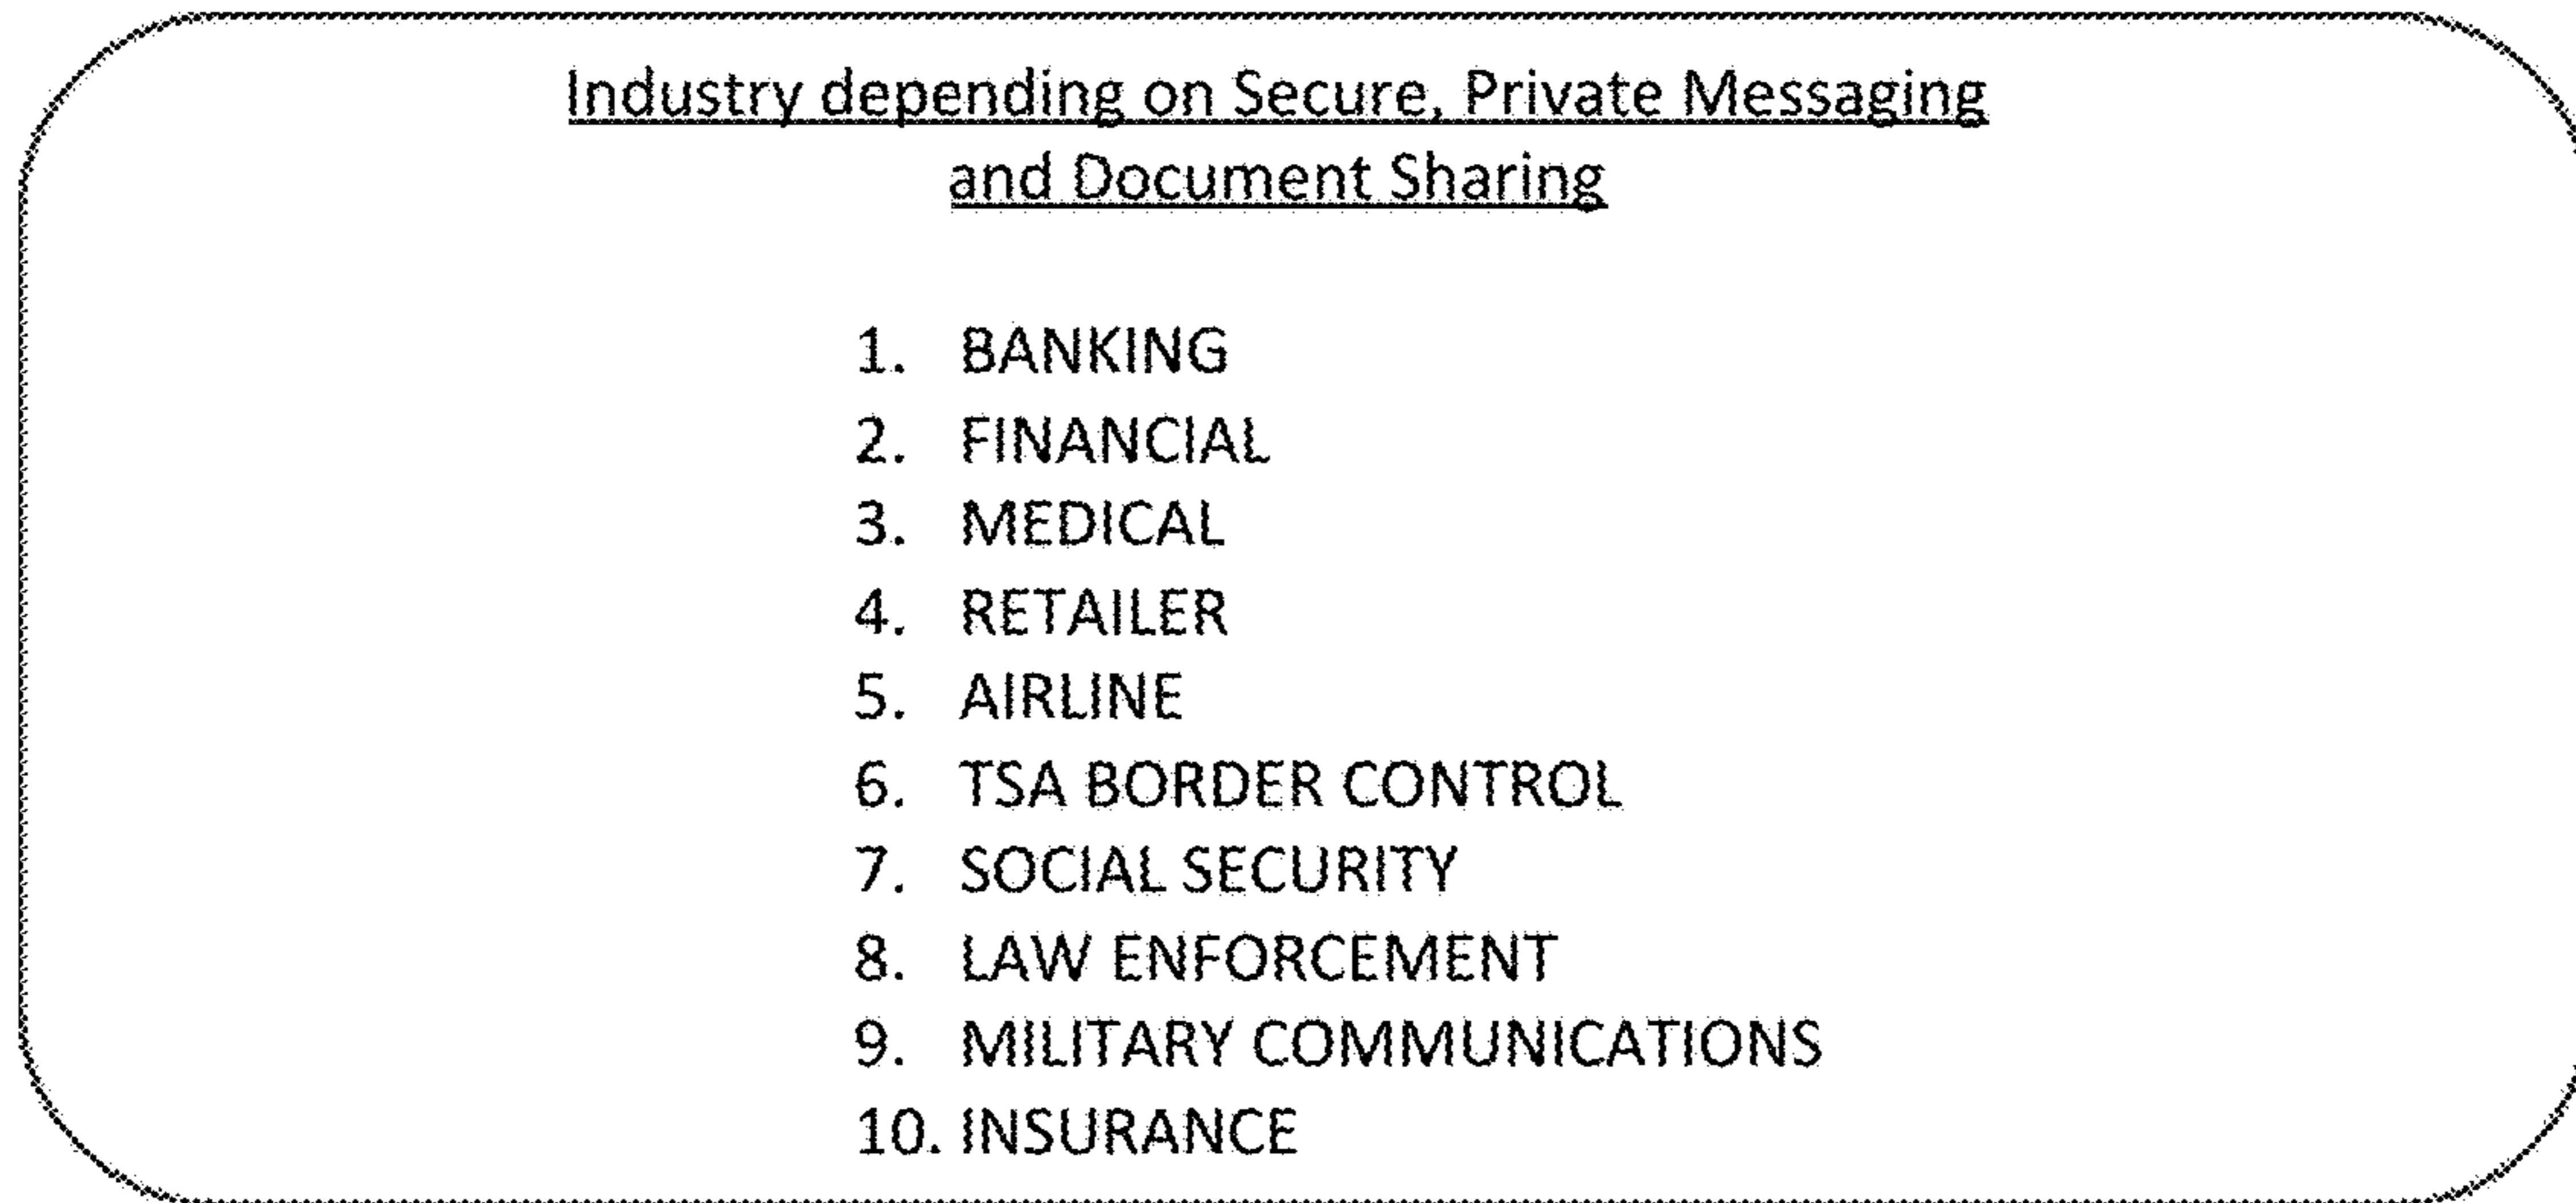 Industry depending on Secure, Private Messaging
and Document Sharing
1. BANKING
2. FINANCIAL
3. MEDICAL
4. RETAILER
5. AIRLINE
6. TSA BORDER CONTROL
7. SOCIAL SECURITY
8. LAW ENFORCEMENT
9. MILITARY COMMUNICATIONS
10. INSURANCE